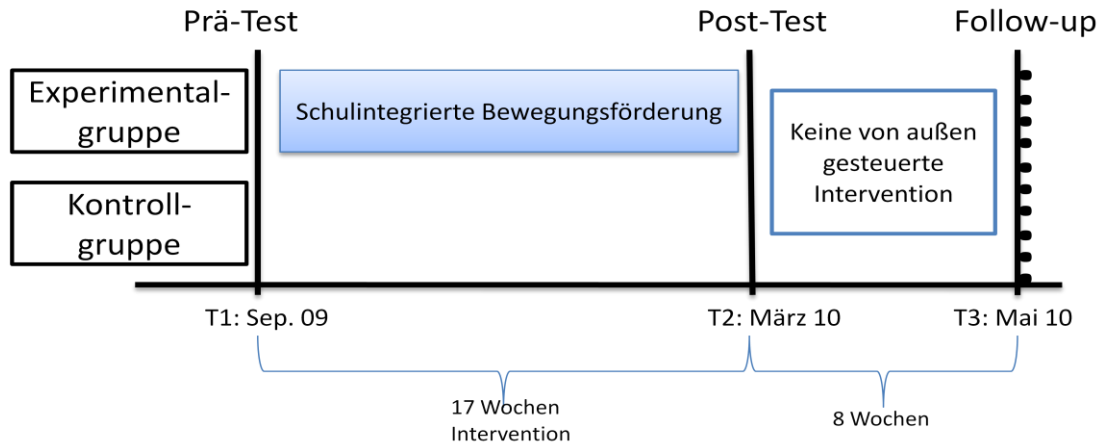 Prä-Test
Post-Test
Follow-up
Experimental-
gruppe
Schulintegrierte Bewegungsförderung
Keine von außen
gesteuerte
Intervention
Kontroll-
gruppe
T1: Sep. 09
T2: März 10
T3: Mai 10
17 Wochen
Intervention
8 Wochen